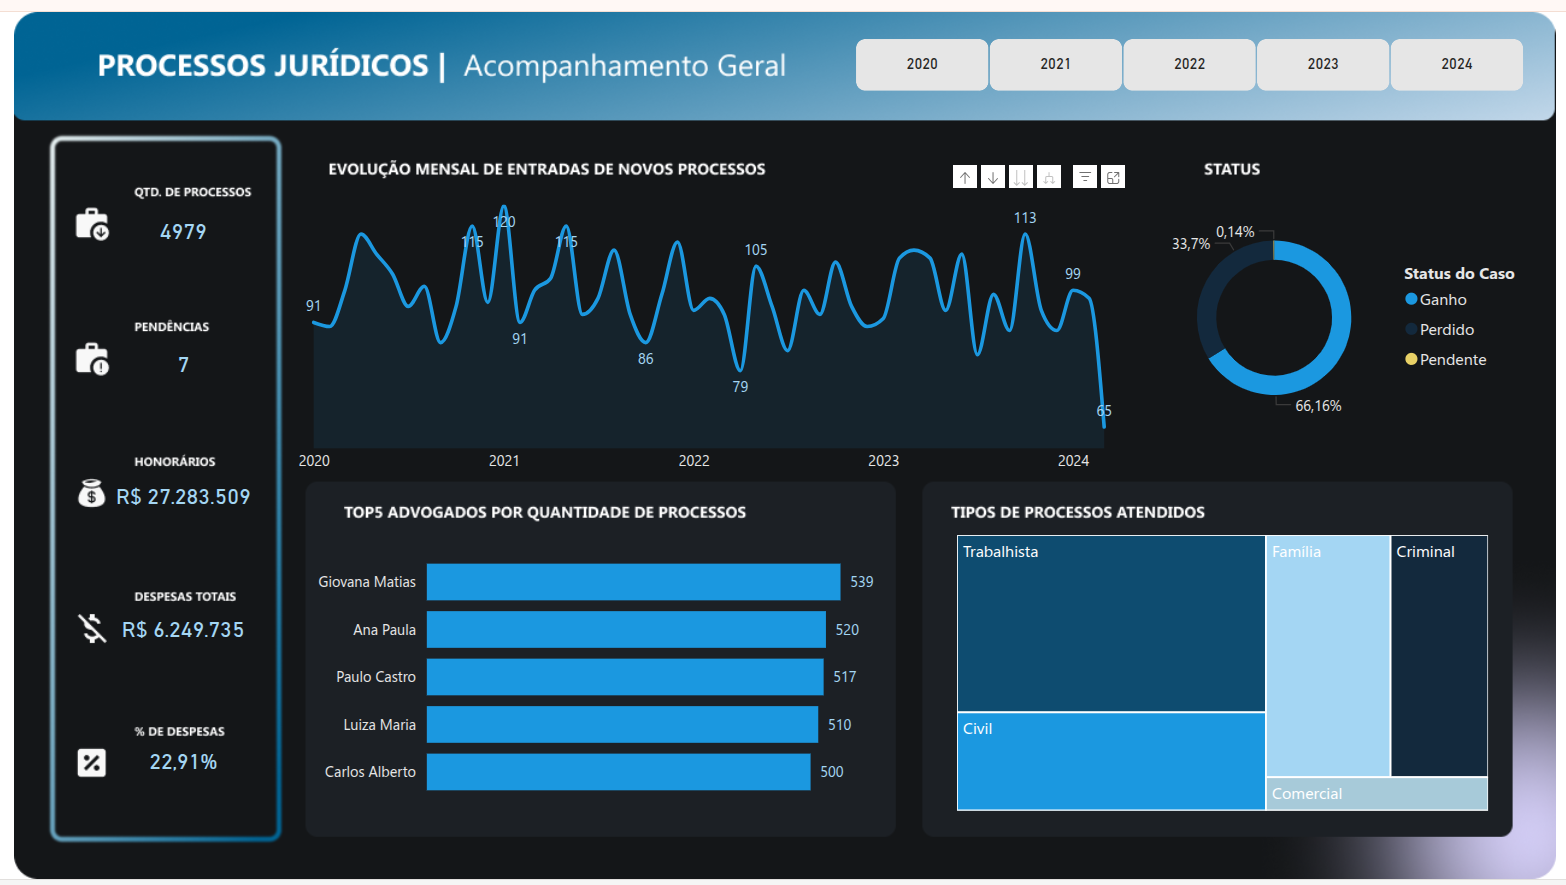 PROCESSOS JURÍDICOS | Acompanhamento Geral
2020
2021
2022
2023
2024
QTD. DE PROCESSOS
4979
PENDÊNCIAS
7
HONORÁRIOS
R$ 27.283.509
DESPESAS TOTAIS
R$ 6.249.735
% DE DESPESAS
22,91%
EVOLUÇÃO MENSAL DE ENTRADAS DE NOVOS PROCESSOS
91
115
120
91
115
86
79
105
113
99
65
2020
2021
2022
2023
2024
STATUS
0,14%
33,7%
66,16%
Status do Caso
Ganho
Perdido
Pendente
TOP5 ADVOGADOS POR QUANTIDADE DE PROCESSOS
Giovana Matias 539
Ana Paula 520
Paulo Castro 517
Luiza Maria 510
Carlos Alberto 500
TIPOS DE PROCESSOS ATENDIDOS
Trabalhista
Família
Criminal
Civil
Comercial